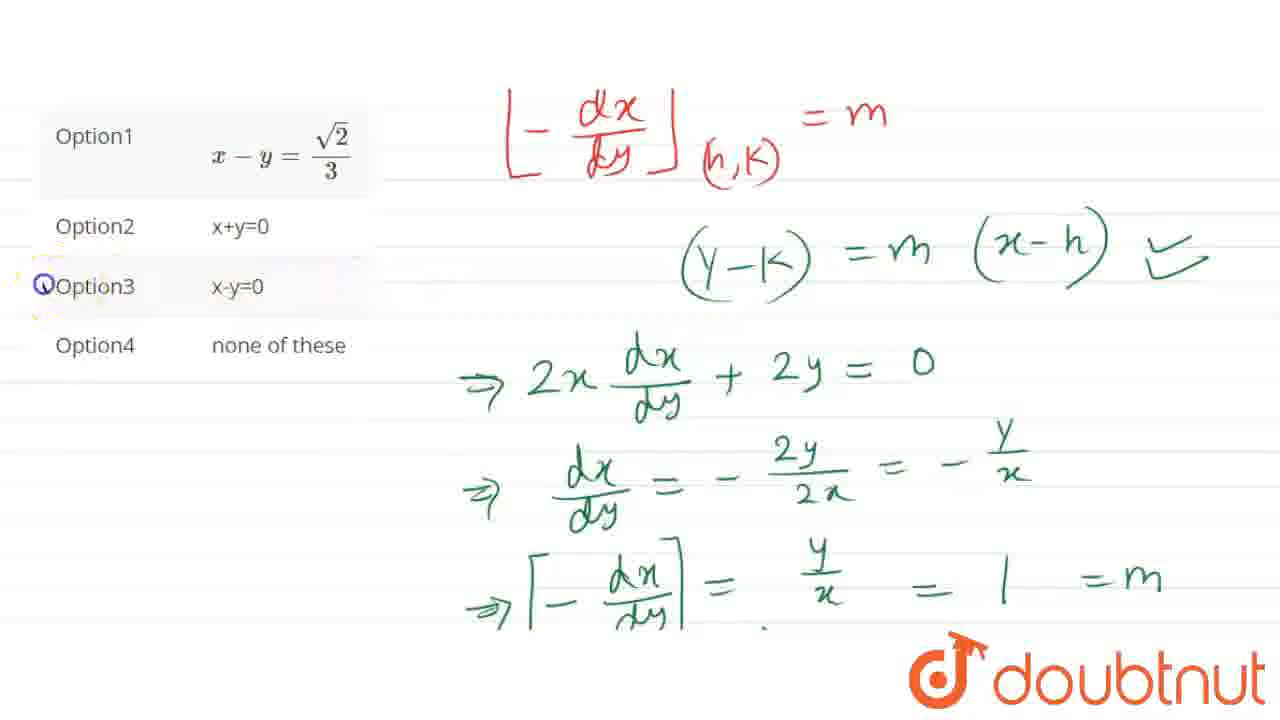 Option1 x − y = √2/3
Option2 x+y=0
Option3 x-y=0
Option4 none of these
[− dx/dy](h,k) = m
(y−k) = m (x−h) ✓
⇒ 2x dx/dy + 2y = 0
⇒ dx/dy = − 2y/2x = − y/x
⇒ [− dx/dy] = y/x = 1 = m
doubtnut